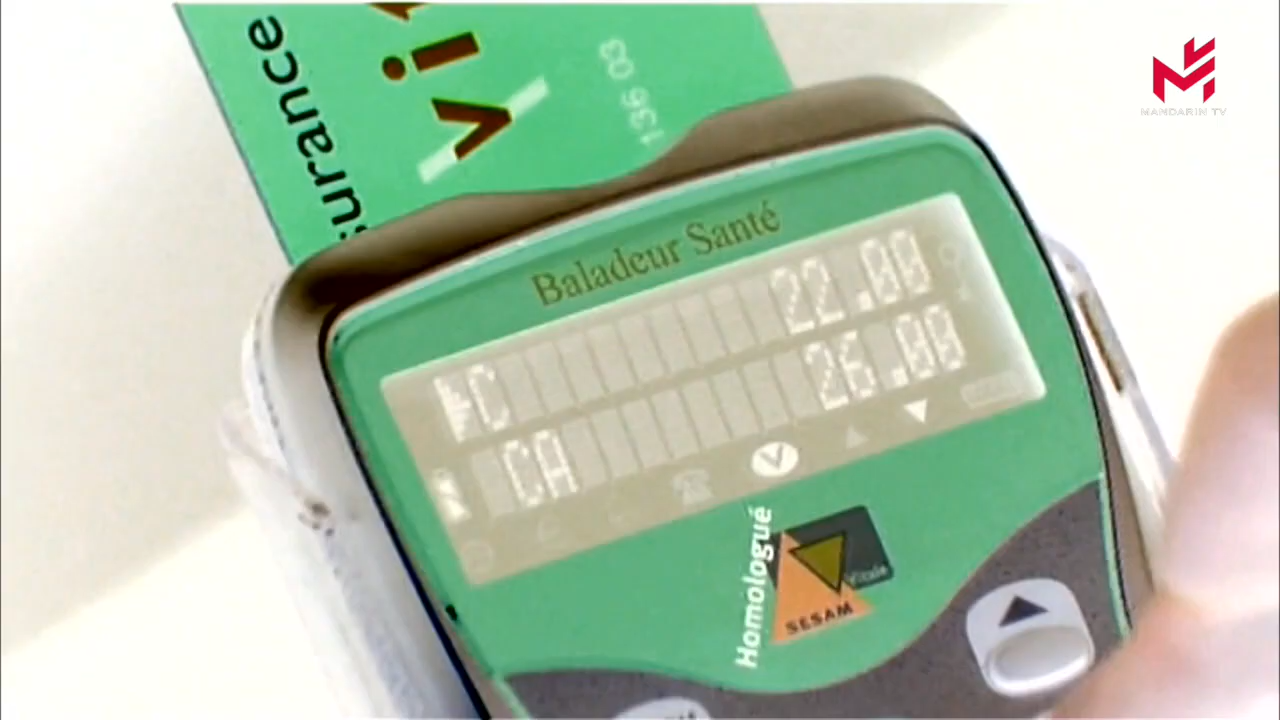 urance
vi
136 03
MANDARIN TV
Baladeur Santé
C 22.00
CA 26.00
Homologué
Vitale
SESAM